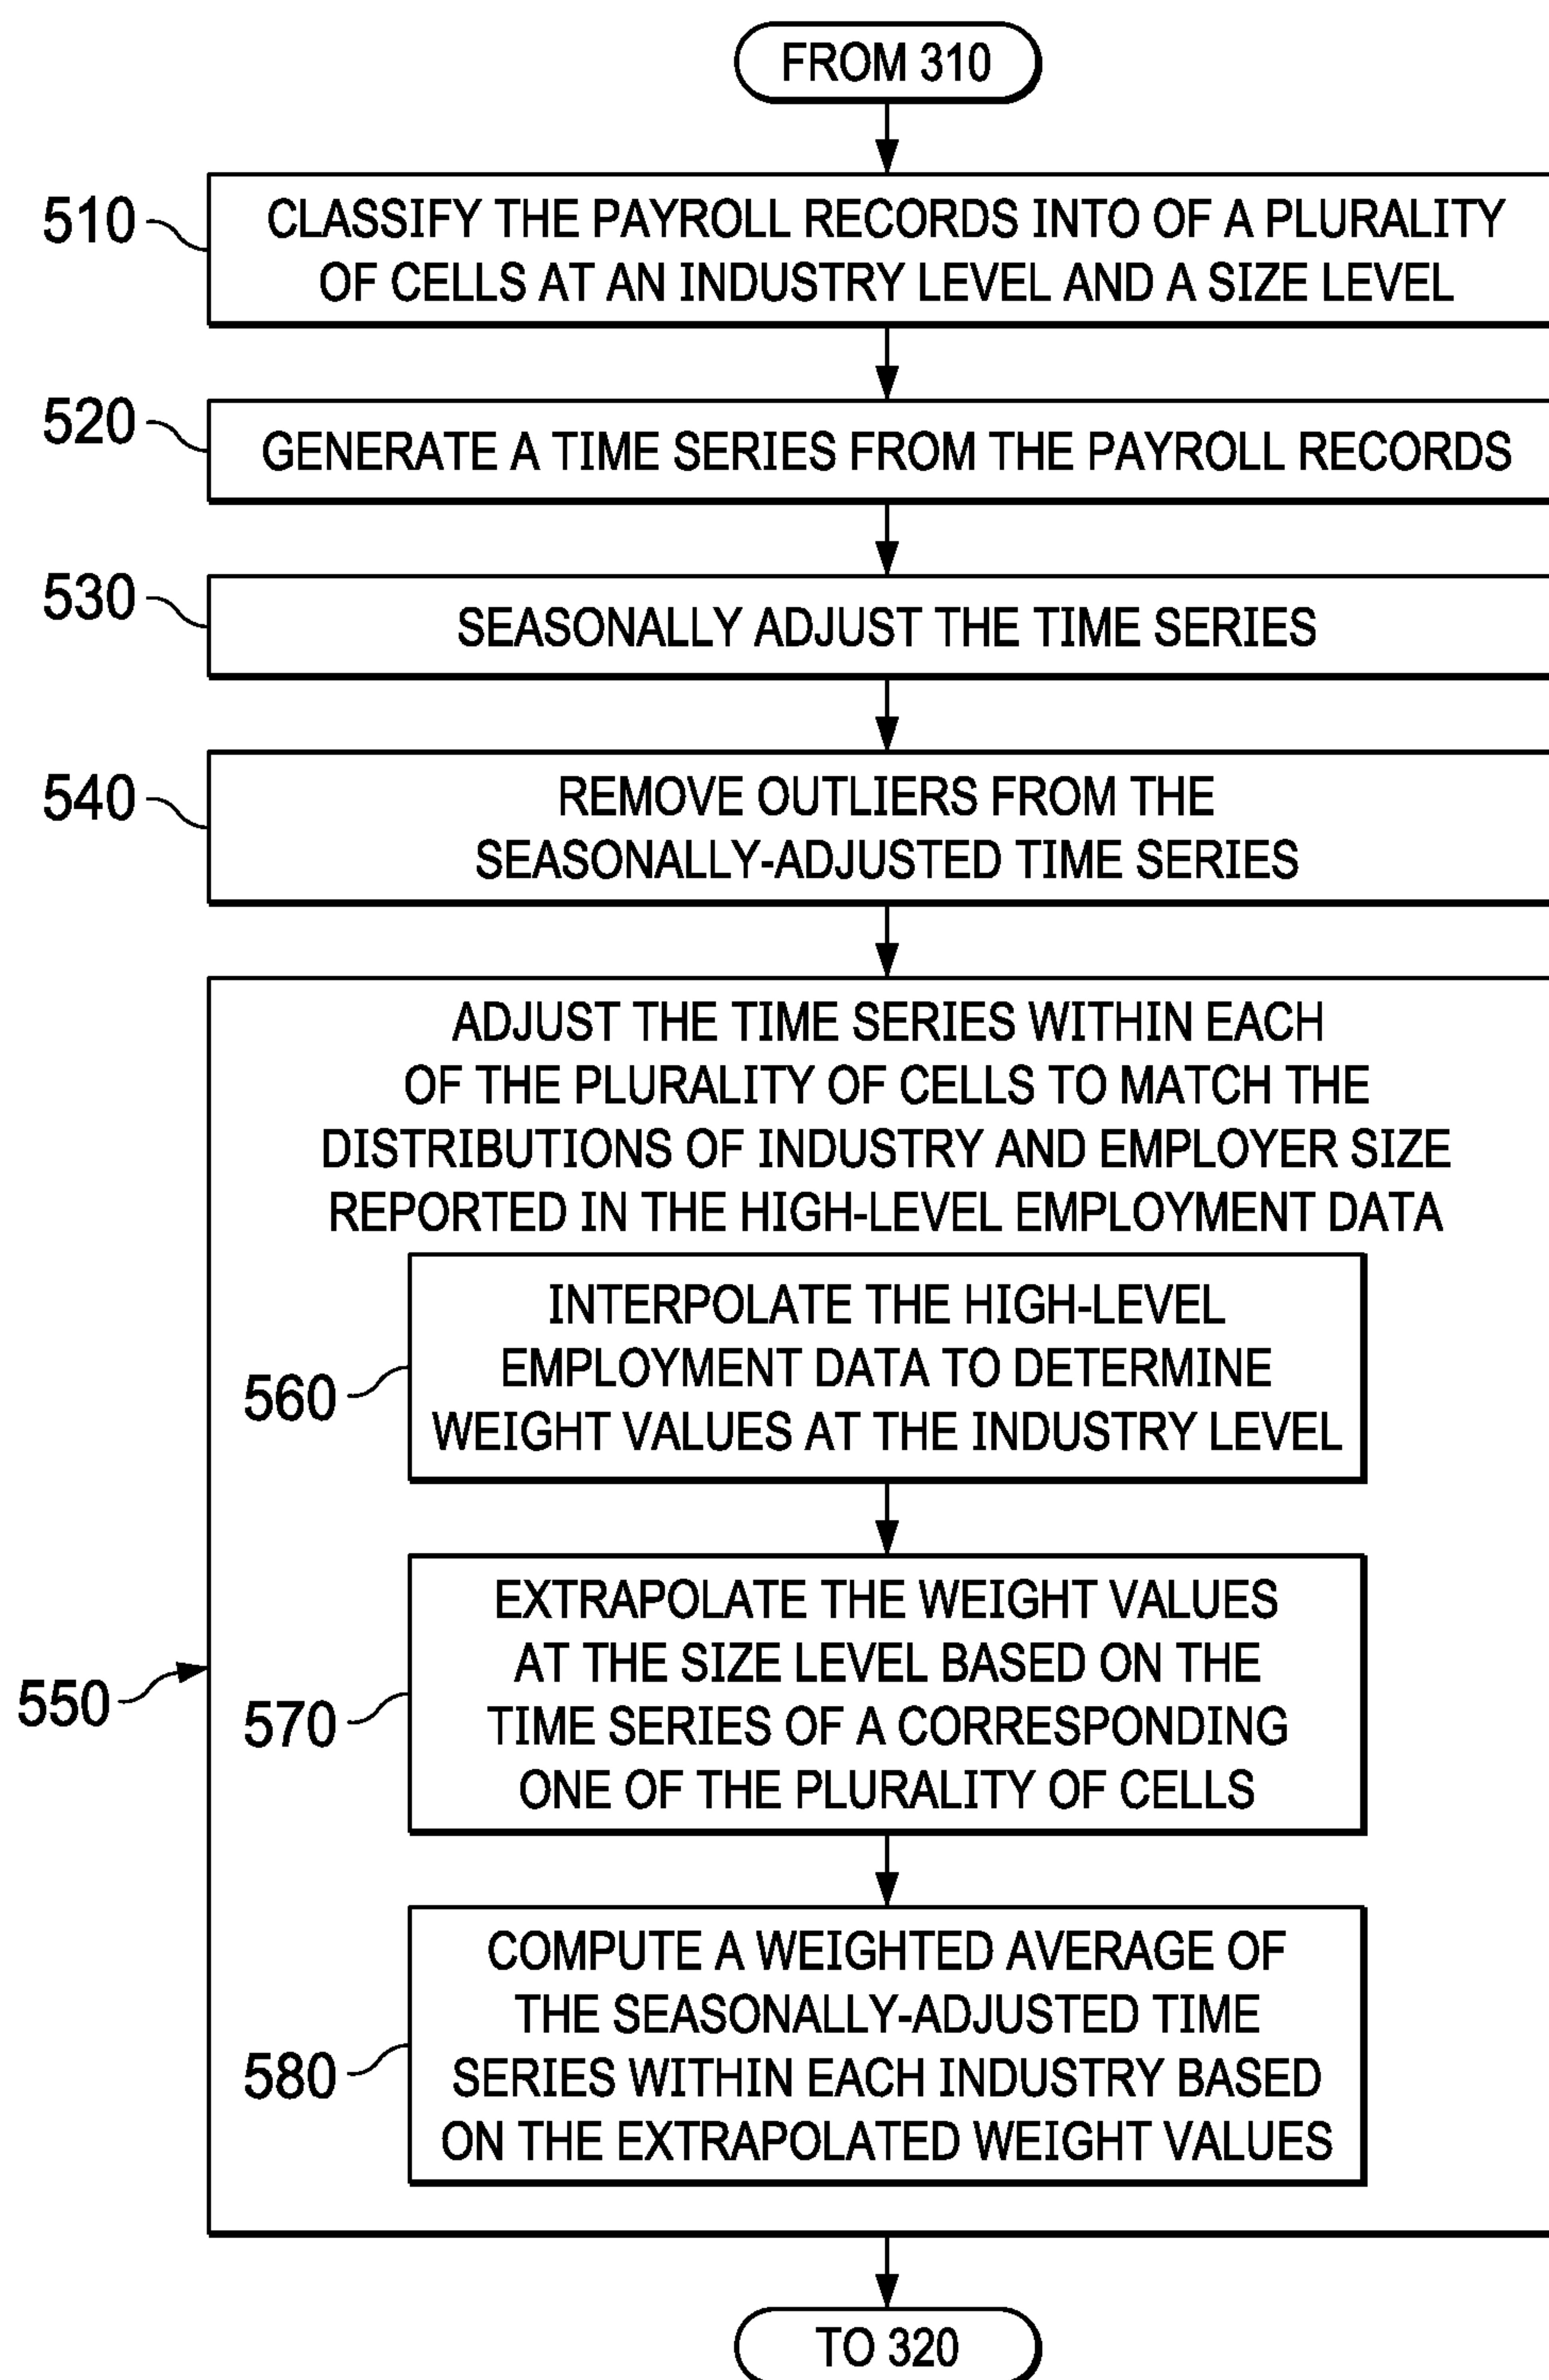 FROM 310
510
CLASSIFY THE PAYROLL RECORDS INTO OF A PLURALITY
OF CELLS AT AN INDUSTRY LEVEL AND A SIZE LEVEL
520
GENERATE A TIME SERIES FROM THE PAYROLL RECORDS
530
SEASONALLY ADJUST THE TIME SERIES
540
REMOVE OUTLIERS FROM THE
SEASONALLY-ADJUSTED TIME SERIES
550
ADJUST THE TIME SERIES WITHIN EACH
OF THE PLURALITY OF CELLS TO MATCH THE
DISTRIBUTIONS OF INDUSTRY AND EMPLOYER SIZE
REPORTED IN THE HIGH-LEVEL EMPLOYMENT DATA
560
INTERPOLATE THE HIGH-LEVEL
EMPLOYMENT DATA TO DETERMINE
WEIGHT VALUES AT THE INDUSTRY LEVEL
570
EXTRAPOLATE THE WEIGHT VALUES
AT THE SIZE LEVEL BASED ON THE
TIME SERIES OF A CORRESPONDING
ONE OF THE PLURALITY OF CELLS
580
COMPUTE A WEIGHTED AVERAGE OF
THE SEASONALLY-ADJUSTED TIME
SERIES WITHIN EACH INDUSTRY BASED
ON THE EXTRAPOLATED WEIGHT VALUES
TO 320